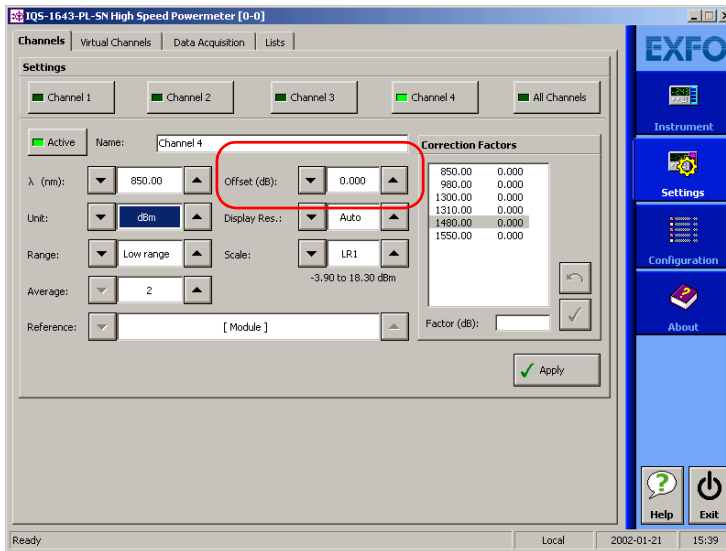 IQS-1643-PL-SN High Speed Powermeter [0-0]
Channels Virtual Channels Data Acquisition Lists
EXFO
Settings
Channel 1 Channel 2 Channel 3 Channel 4 All Channels
Instrument
Active Name: Channel 4
Correction Factors
λ (nm): 850.00 Offset (dB): 0.000
850.00 0.000
980.00 0.000
1300.00 0.000
1310.00 0.000
1480.00 0.000
1550.00 0.000
Settings
Unit: dBm Display Res.: Auto
Range: Low range Scale: LR1
-3.90 to 18.30 dBm
Configuration
Average: 2
Reference: [ Module ]
Factor (dB):
About
Apply
Help Exit
Ready Local 2002-01-21 15:39